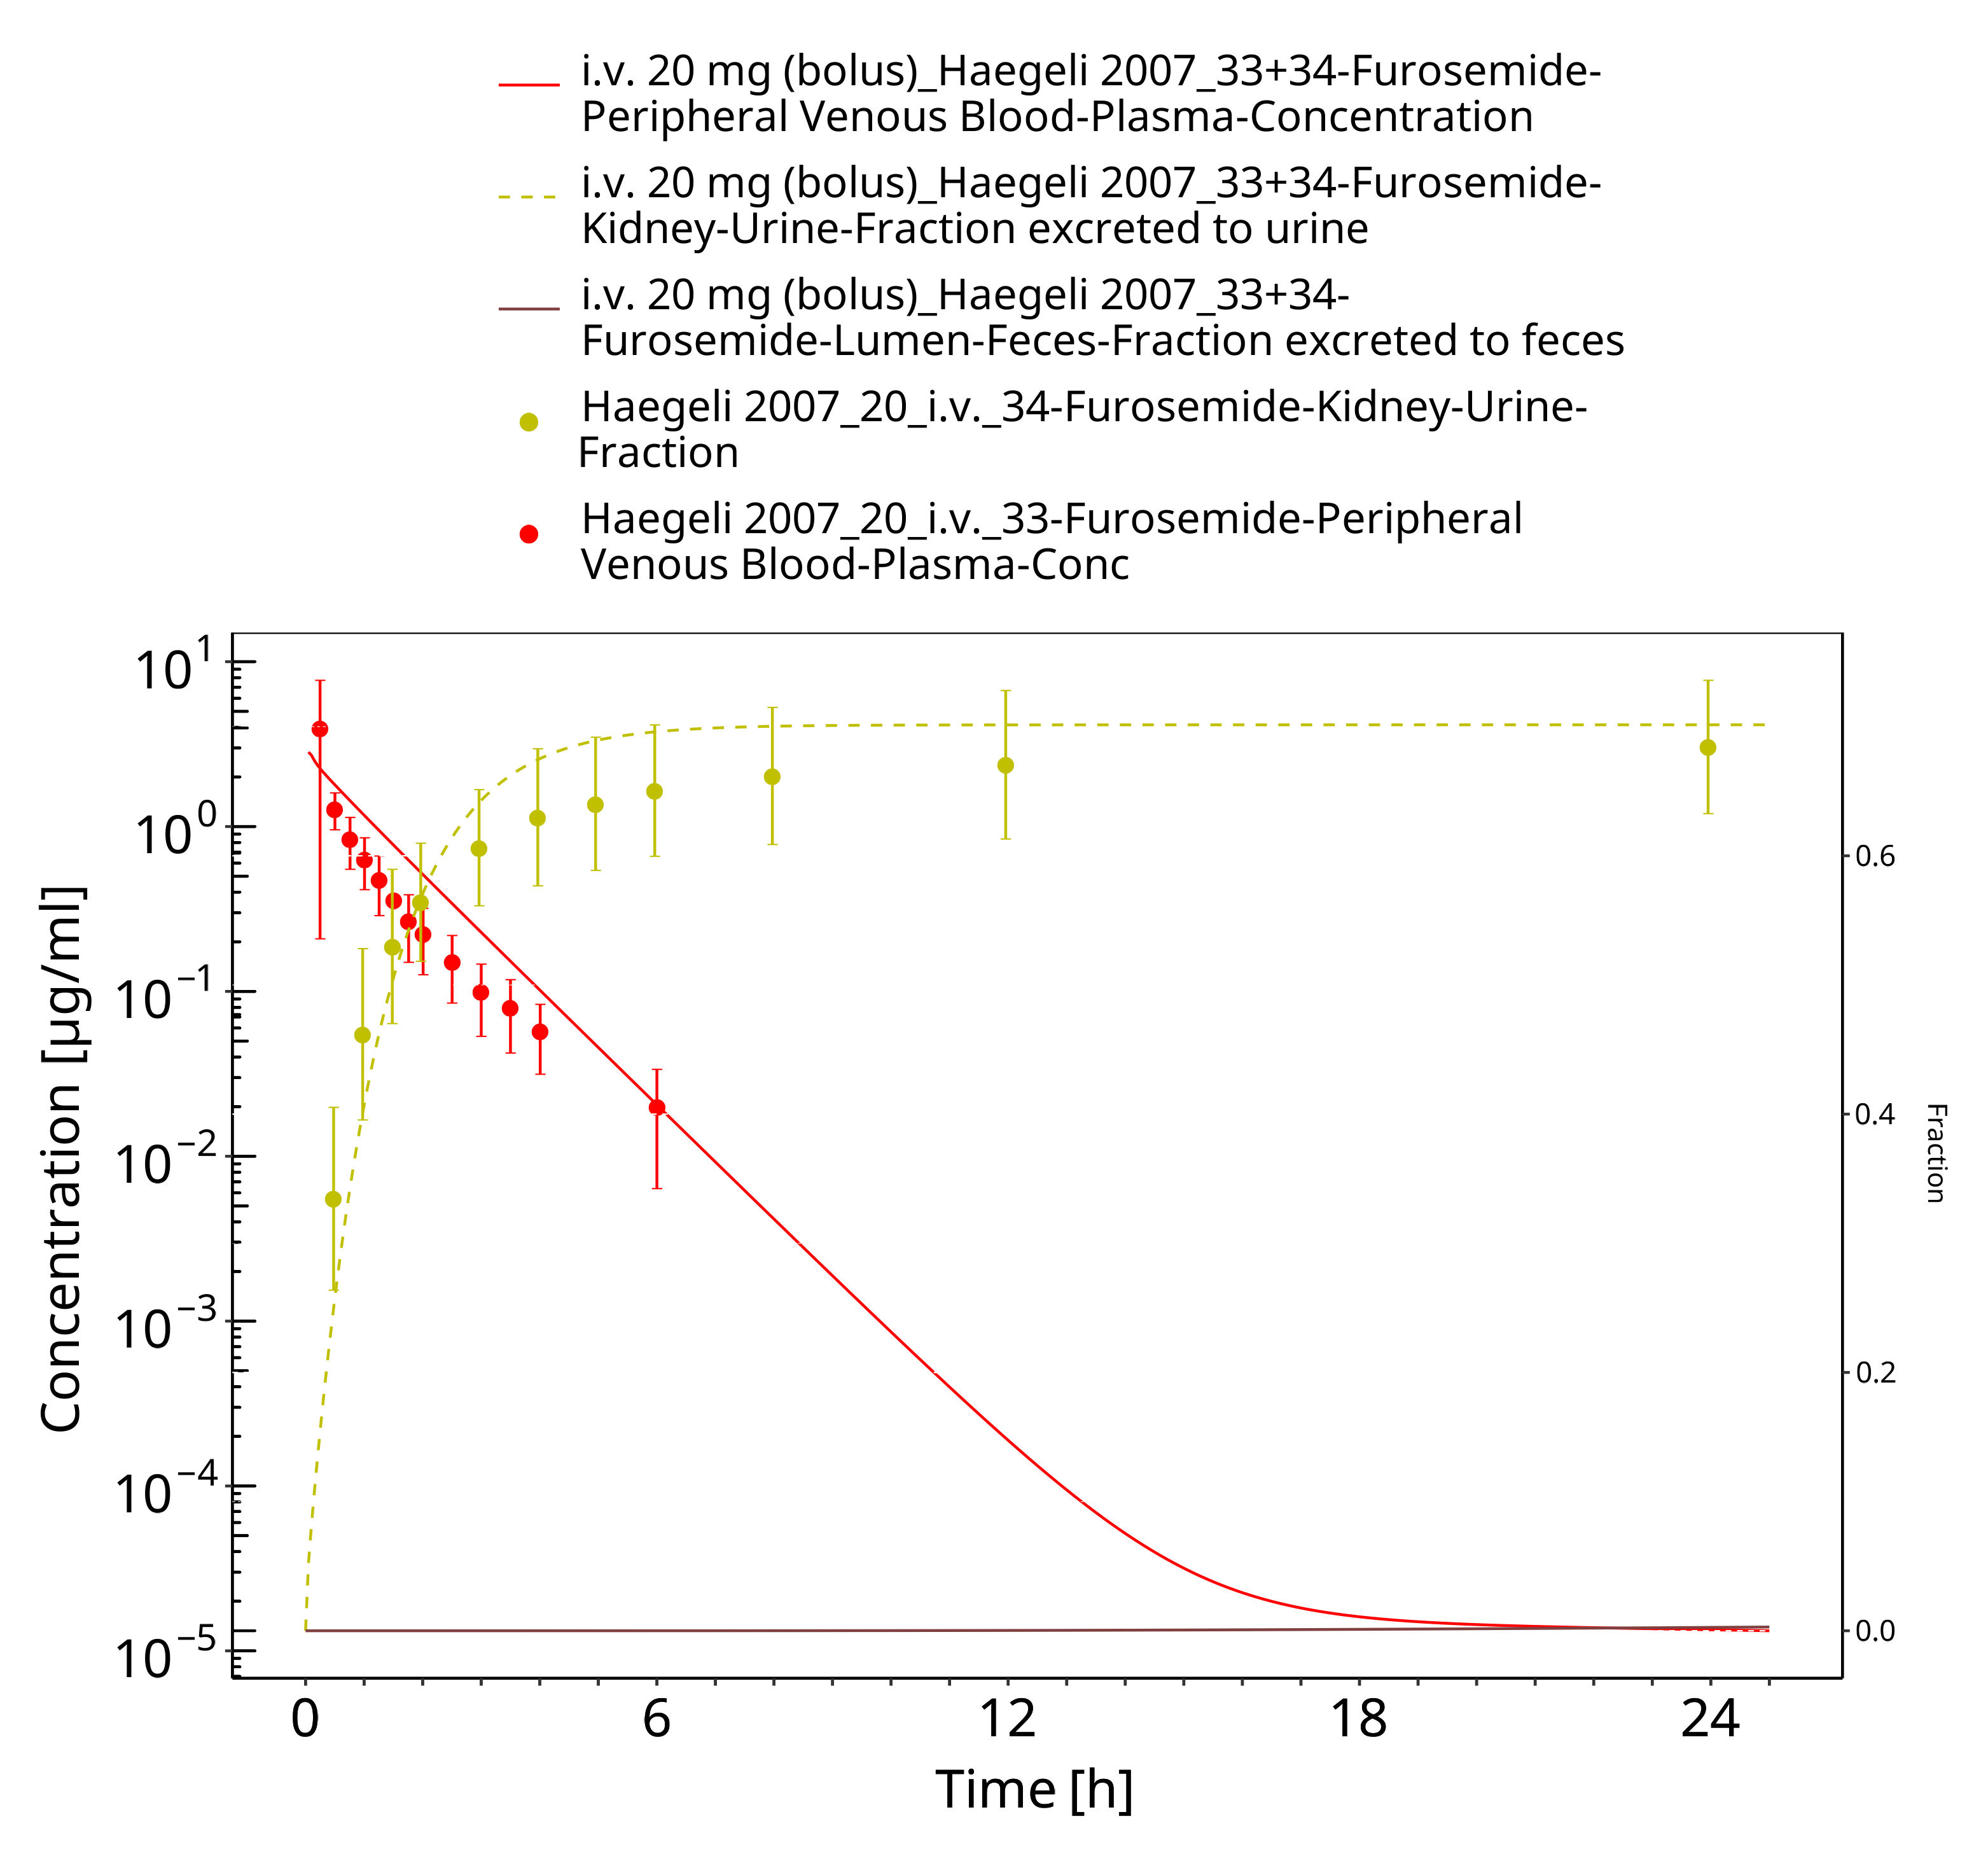 i.v. 20 mg (bolus)_Haegeli 2007_33+34-Furosemide-
Peripheral Venous Blood-Plasma-Concentration
i.v. 20 mg (bolus)_Haegeli 2007_33+34-Furosemide-
Kidney-Urine-Fraction excreted to urine
i.v. 20 mg (bolus)_Haegeli 2007_33+34-
Furosemide-Lumen-Feces-Fraction excreted to feces
Haegeli 2007_20_i.v._34-Furosemide-Kidney-Urine-
Fraction
Haegeli 2007_20_i.v._33-Furosemide-Peripheral
Venous Blood-Plasma-Conc
10^1
10^0
10^−1
10^−2
10^−3
10^−4
10^−5
Concentration [µg/ml]
0.6
0.4
0.2
0.0
Fraction
0 6 12 18 24
Time [h]